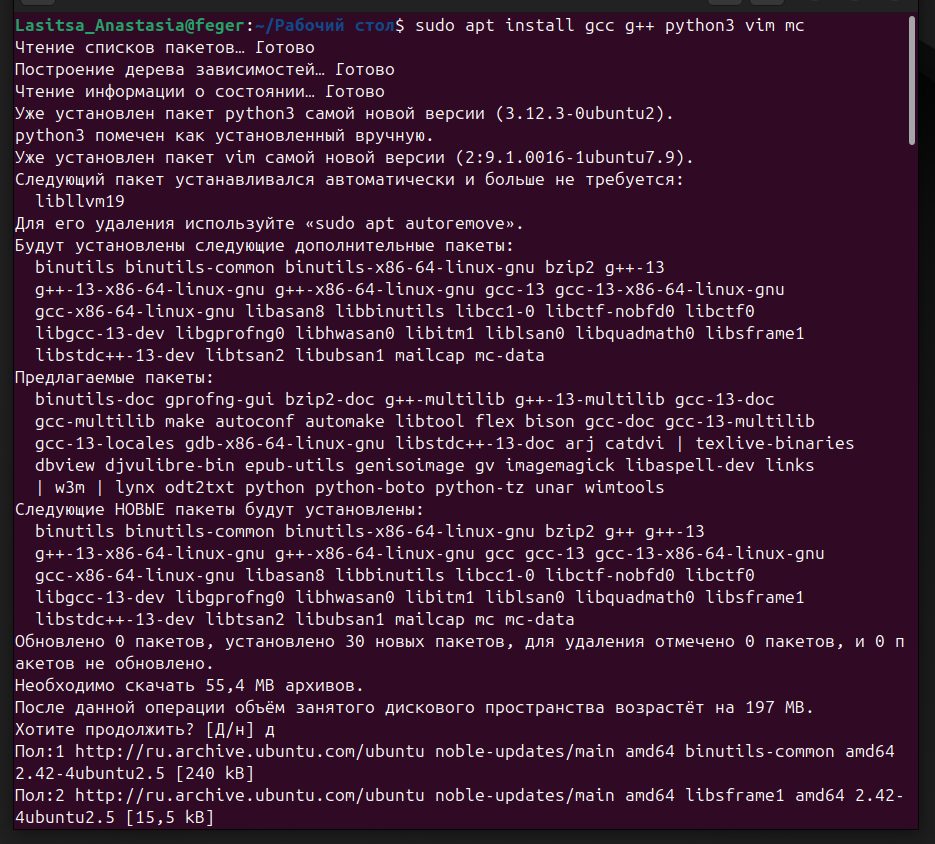 Lasitsa_Anastasia@feger:~/Рабочий стол$ sudo apt install gcc g++ python3 vim mc
Чтение списков пакетов… Готово
Построение дерева зависимостей… Готово
Чтение информации о состоянии… Готово
Уже установлен пакет python3 самой новой версии (3.12.3-0ubuntu2).
python3 помечен как установленный вручную.
Уже установлен пакет vim самой новой версии (2:9.1.0016-1ubuntu7.9).
Следующий пакет устанавливался автоматически и больше не требуется:
  libllvm19
Для его удаления используйте «sudo apt autoremove».
Будут установлены следующие дополнительные пакеты:
  binutils binutils-common binutils-x86-64-linux-gnu bzip2 g++-13
  g++-13-x86-64-linux-gnu g++-x86-64-linux-gnu gcc-13 gcc-13-x86-64-linux-gnu
  gcc-x86-64-linux-gnu libasan8 libbinutils libcc1-0 libctf-nobfd0 libctf0
  libgcc-13-dev libgprofng0 libhwasan0 libitm1 liblsan0 libquadmath0 libsframe1
  libstdc++-13-dev libtsan2 libubsan1 mailcap mc-data
Предлагаемые пакеты:
  binutils-doc gprofng-gui bzip2-doc g++-multilib g++-13-multilib gcc-13-doc
  gcc-multilib make autoconf automake libtool flex bison gcc-doc gcc-13-multilib
  gcc-13-locales gdb-x86-64-linux-gnu libstdc++-13-doc arj catdvi | texlive-binaries
  dbview djvulibre-bin epub-utils genisoimage gv imagemagick libaspell-dev links
  | w3m | lynx odt2txt python python-boto python-tz unar wimtools
Следующие НОВЫЕ пакеты будут установлены:
  binutils binutils-common binutils-x86-64-linux-gnu bzip2 g++ g++-13
  g++-13-x86-64-linux-gnu g++-x86-64-linux-gnu gcc gcc-13 gcc-13-x86-64-linux-gnu
  gcc-x86-64-linux-gnu libasan8 libbinutils libcc1-0 libctf-nobfd0 libctf0
  libgcc-13-dev libgprofng0 libhwasan0 libitm1 liblsan0 libquadmath0 libsframe1
  libstdc++-13-dev libtsan2 libubsan1 mailcap mc mc-data
Обновлено 0 пакетов, установлено 30 новых пакетов, для удаления отмечено 0 пакетов, и 0 п
акетов не обновлено.
Необходимо скачать 55,4 MB архивов.
После данной операции объём занятого дискового пространства возрастёт на 197 MB.
Хотите продолжить? [Д/н] д
Пол:1 http://ru.archive.ubuntu.com/ubuntu noble-updates/main amd64 binutils-common amd64
2.42-4ubuntu2.5 [240 kB]
Пол:2 http://ru.archive.ubuntu.com/ubuntu noble-updates/main amd64 libsframe1 amd64 2.42-
4ubuntu2.5 [15,5 kB]